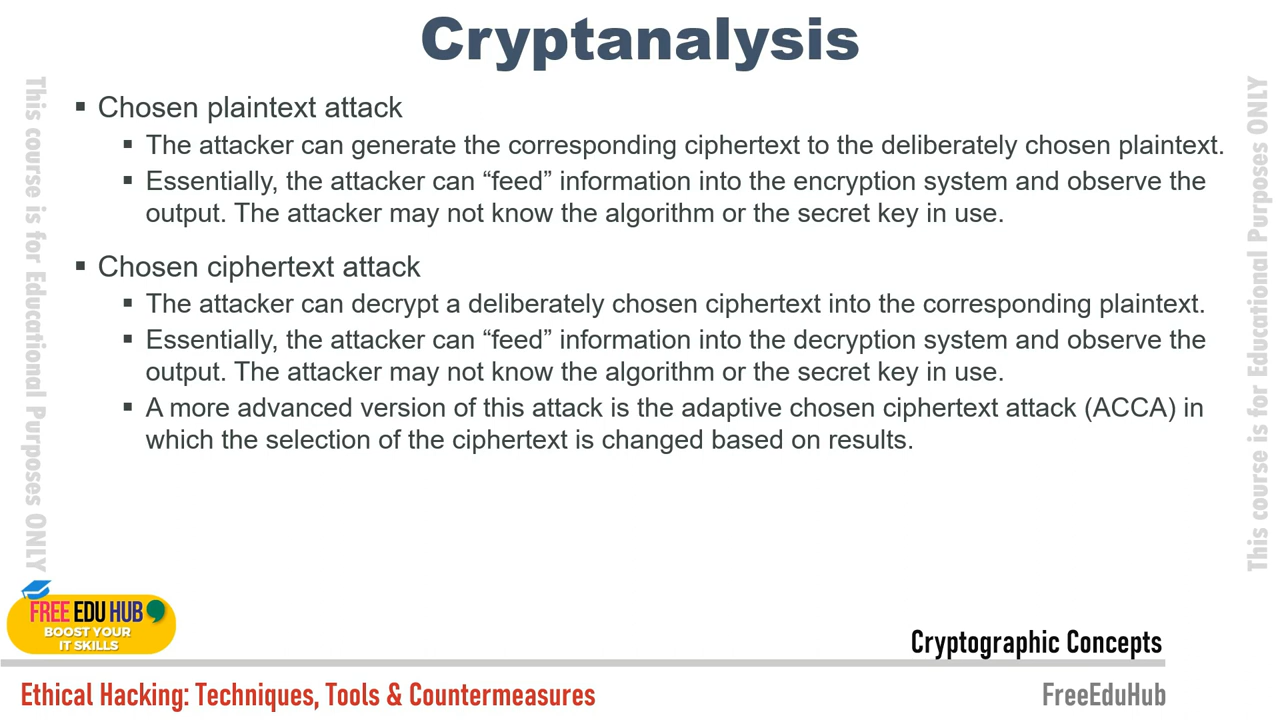 Cryptanalysis
▪ Chosen plaintext attack
▪ The attacker can generate the corresponding ciphertext to the deliberately chosen plaintext.
▪ Essentially, the attacker can “feed” information into the encryption system and observe the
output. The attacker may not know the algorithm or the secret key in use.
▪ Chosen ciphertext attack
▪ The attacker can decrypt a deliberately chosen ciphertext into the corresponding plaintext.
▪ Essentially, the attacker can “feed” information into the decryption system and observe the
output. The attacker may not know the algorithm or the secret key in use.
▪ A more advanced version of this attack is the adaptive chosen ciphertext attack (ACCA) in
which the selection of the ciphertext is changed based on results.
This course is for Educational Purposes ONLY
This course is for Educational Purposes ONLY
FREE EDU HUB
BOOST YOUR
IT SKILLS
Cryptographic Concepts
Ethical Hacking: Techniques, Tools & Countermeasures
FreeEduHub